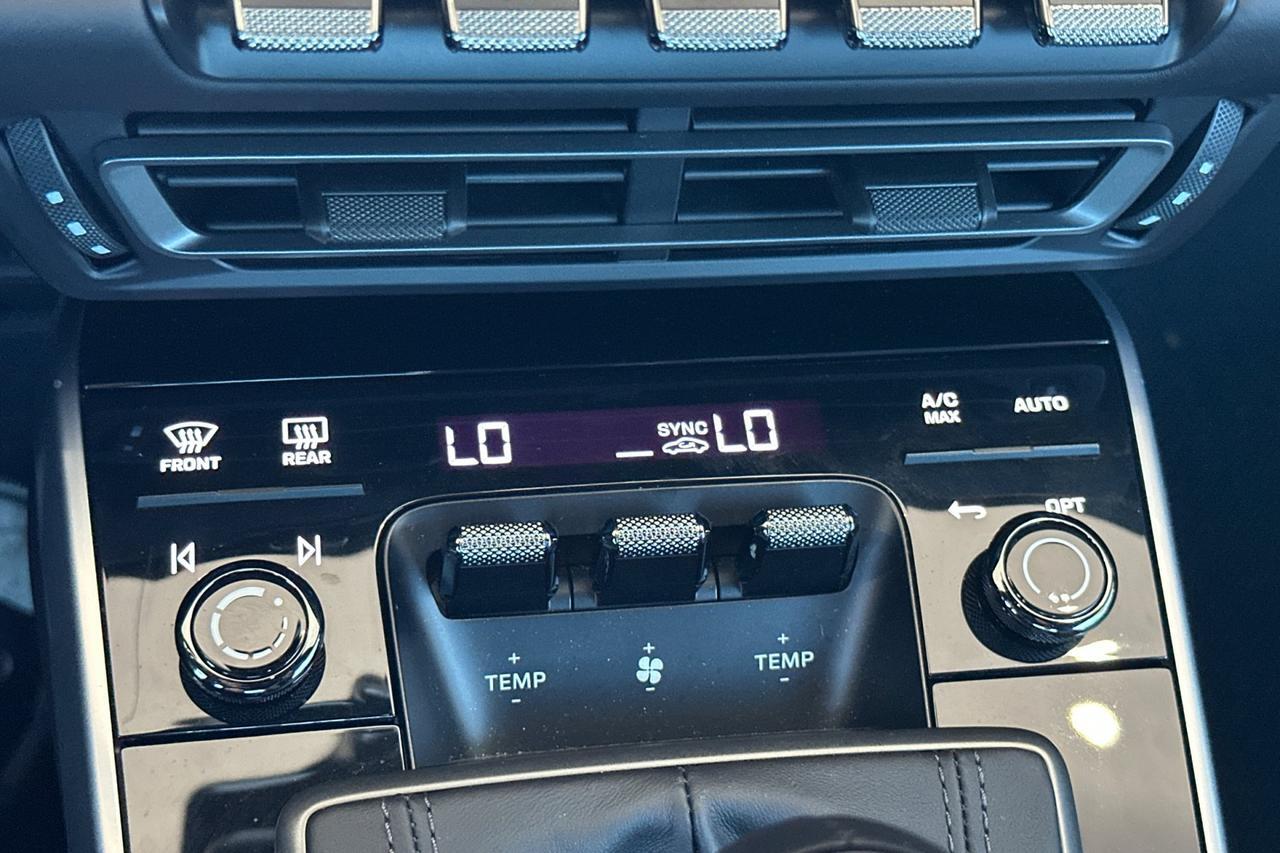 FRONT
REAR
LO
SYNC
LO
A/C
MAX
AUTO
OPT
+
TEMP
-
+
-
+
TEMP
-